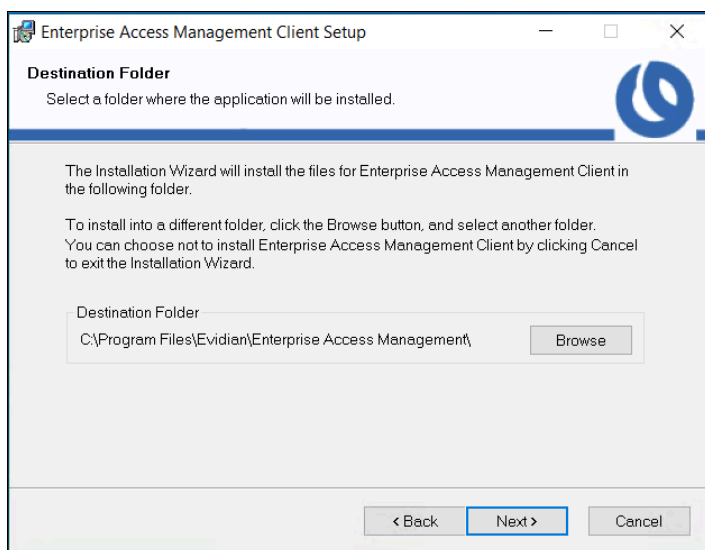 Enterprise Access Management Client Setup
Destination Folder
Select a folder where the application will be installed.
The Installation Wizard will install the files for Enterprise Access Management Client in
the following folder.
To install into a different folder, click the Browse button, and select another folder.
You can choose not to install Enterprise Access Management Client by clicking Cancel
to exit the Installation Wizard.
Destination Folder
C:\Program Files\Evidian\Enterprise Access Management\
Browse
< Back
Next >
Cancel